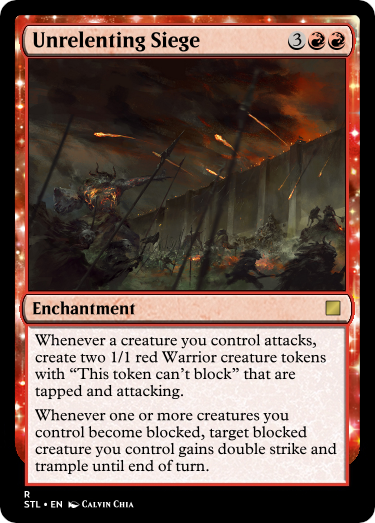 Unrelenting Siege 3
Enchantment
Whenever a creature you control attacks,
create two 1/1 red Warrior creature tokens
with “This token can’t block” that are
tapped and attacking.
Whenever one or more creatures you
control become blocked, target blocked
creature you control gains double strike and
trample until end of turn.
R
STL • EN Calvin Chia